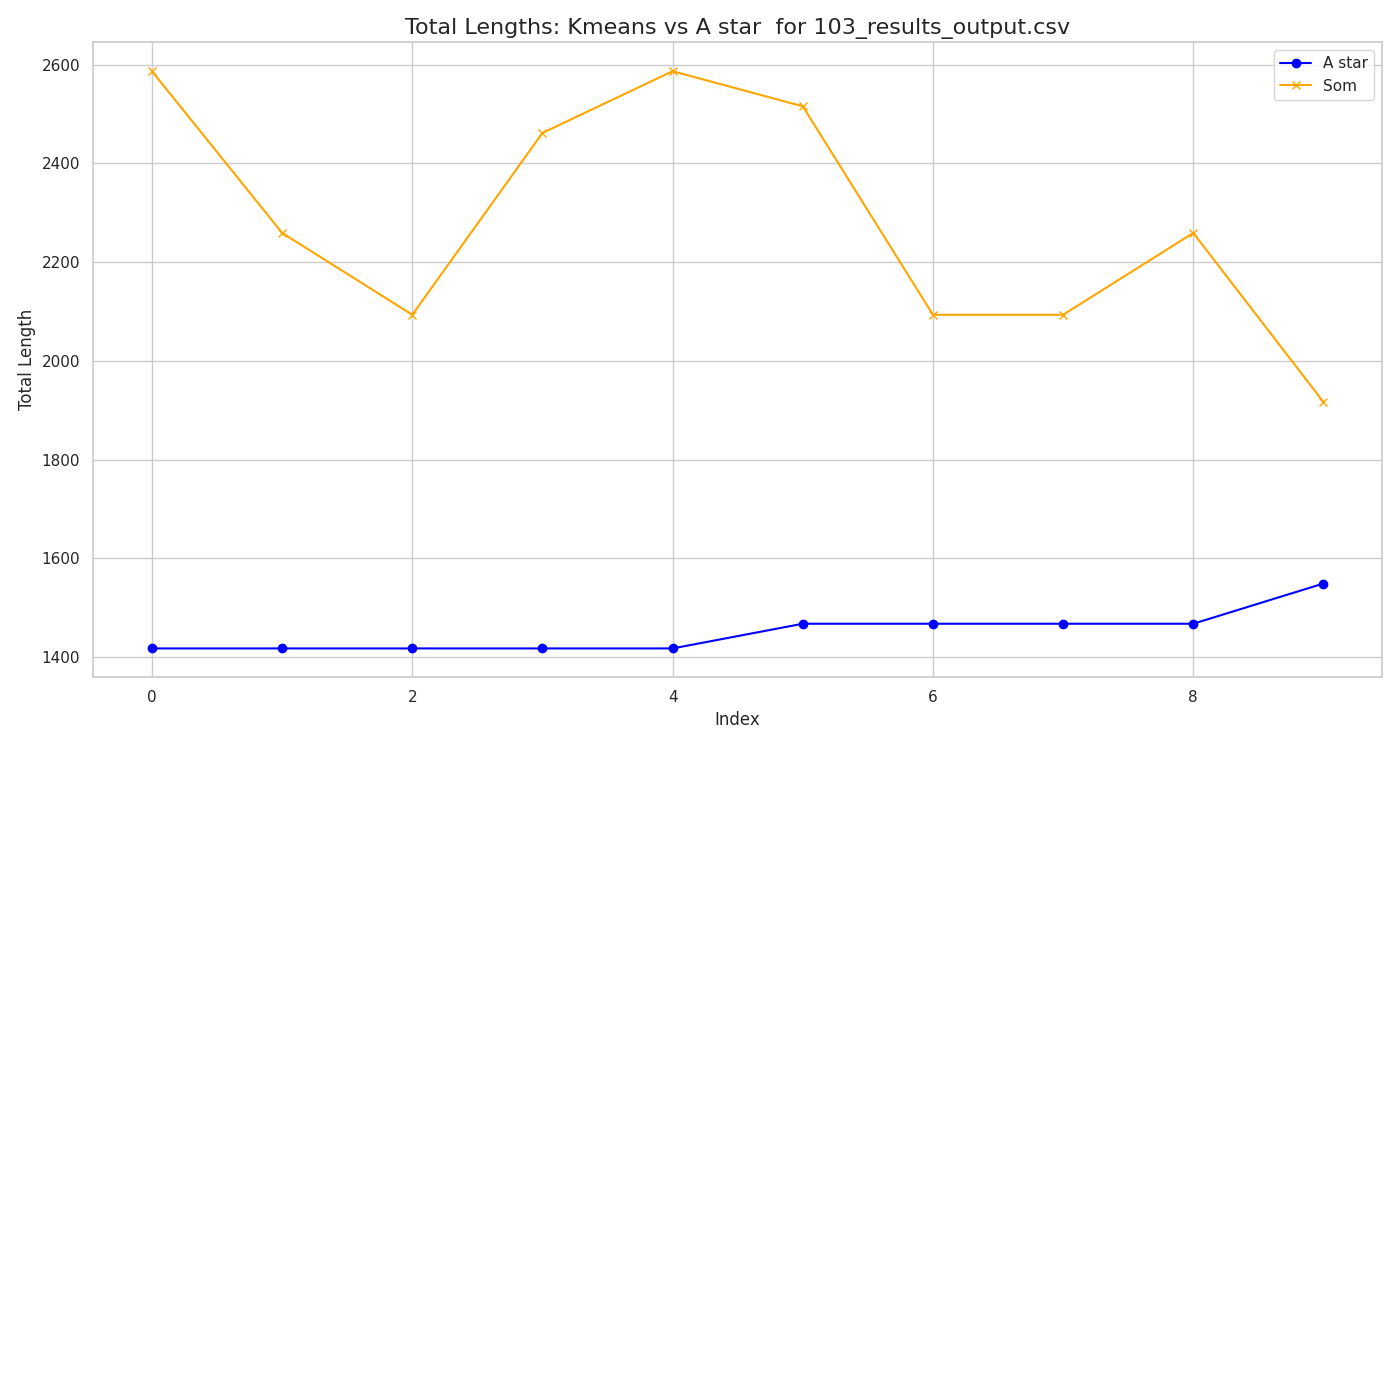 Total Lengths: Kmeans vs A star  for 103_results_output.csv
A star
Som
2600
2400
2200
2000
1800
1600
1400
Total Length
0 2 4 6 8
Index